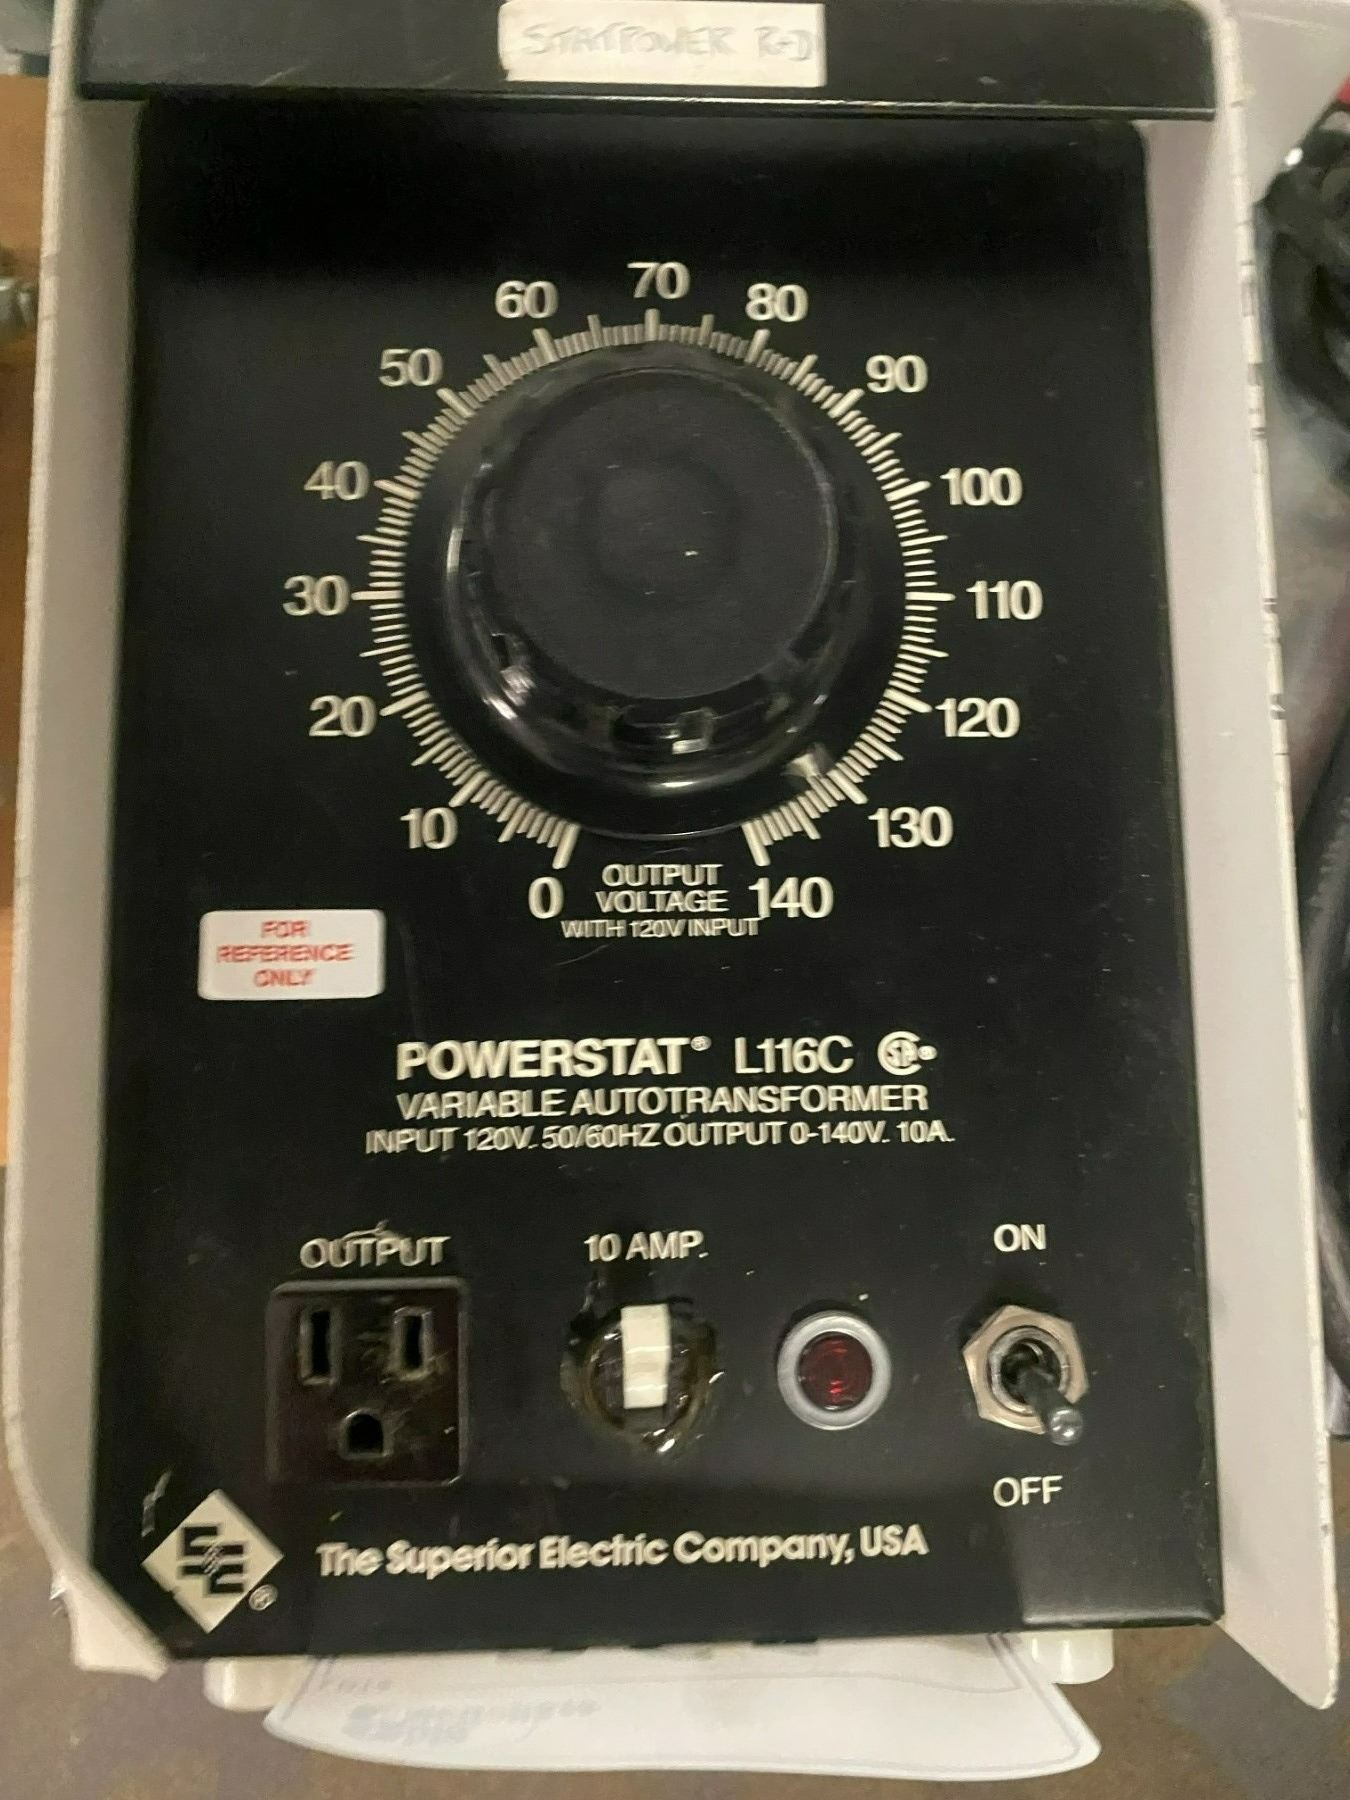 STATPOWER R+D
70
60
80
50
90
40
100
30
110
20
120
10
130
0
OUTPUT
VOLTAGE
WITH 120V INPUT
140
FOR
REFERENCE
ONLY
POWERSTAT® L116C SA®
VARIABLE AUTOTRANSFORMER
INPUT 120V. 50/60HZ OUTPUT 0-140V. 10A.
OUTPUT
10 AMP.
ON
OFF
SE®
The Superior Electric Company, USA